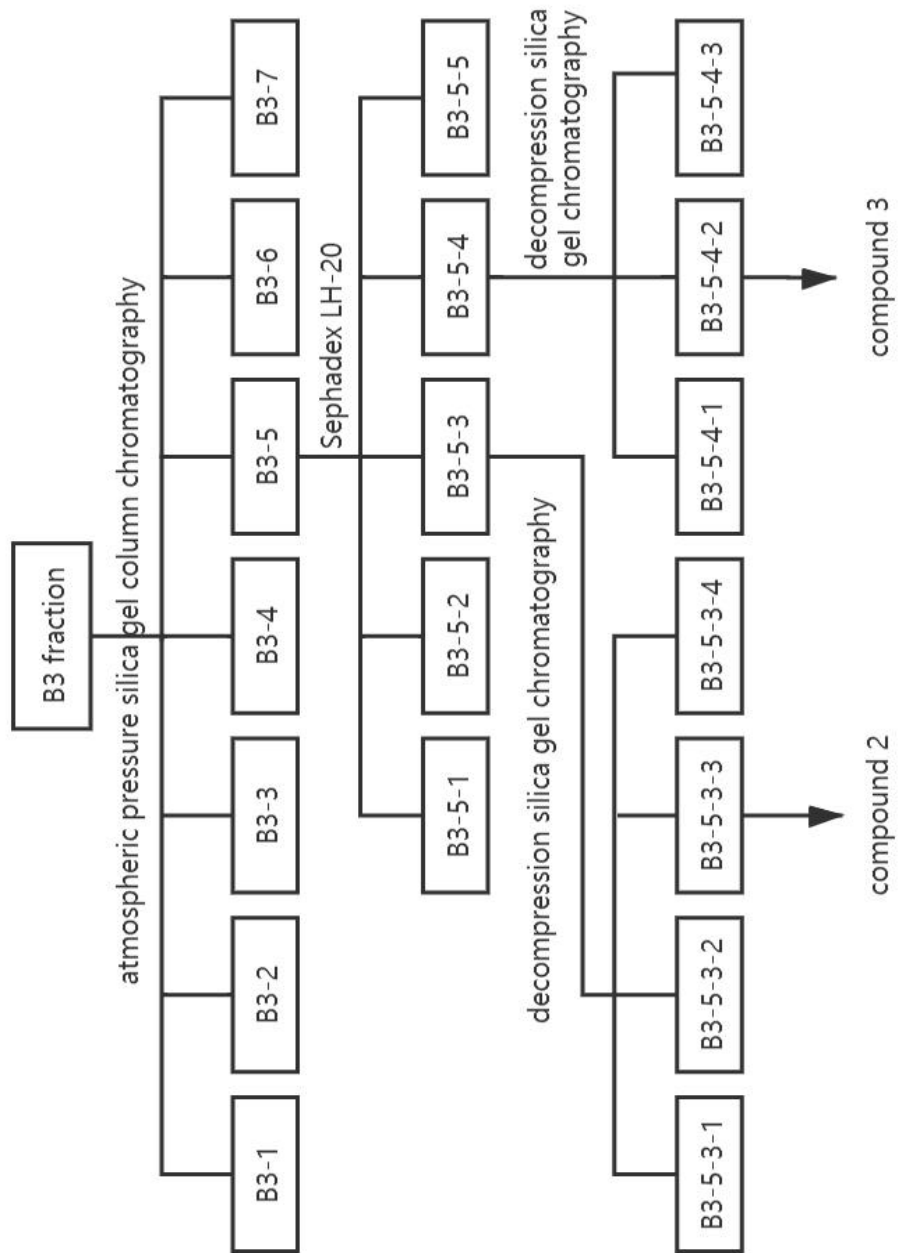 B3 fraction
atmospheric pressure silica gel column chromatography
B3-1
B3-2
B3-3
B3-4
B3-5
B3-6
B3-7
Sephadex LH-20
B3-5-1
B3-5-2
B3-5-3
B3-5-4
B3-5-5
decompression silica gel chromatography
decompression silica
gel chromatography
B3-5-3-1
B3-5-3-2
B3-5-3-3
B3-5-3-4
B3-5-4-1
B3-5-4-2
B3-5-4-3
compound 2
compound 3